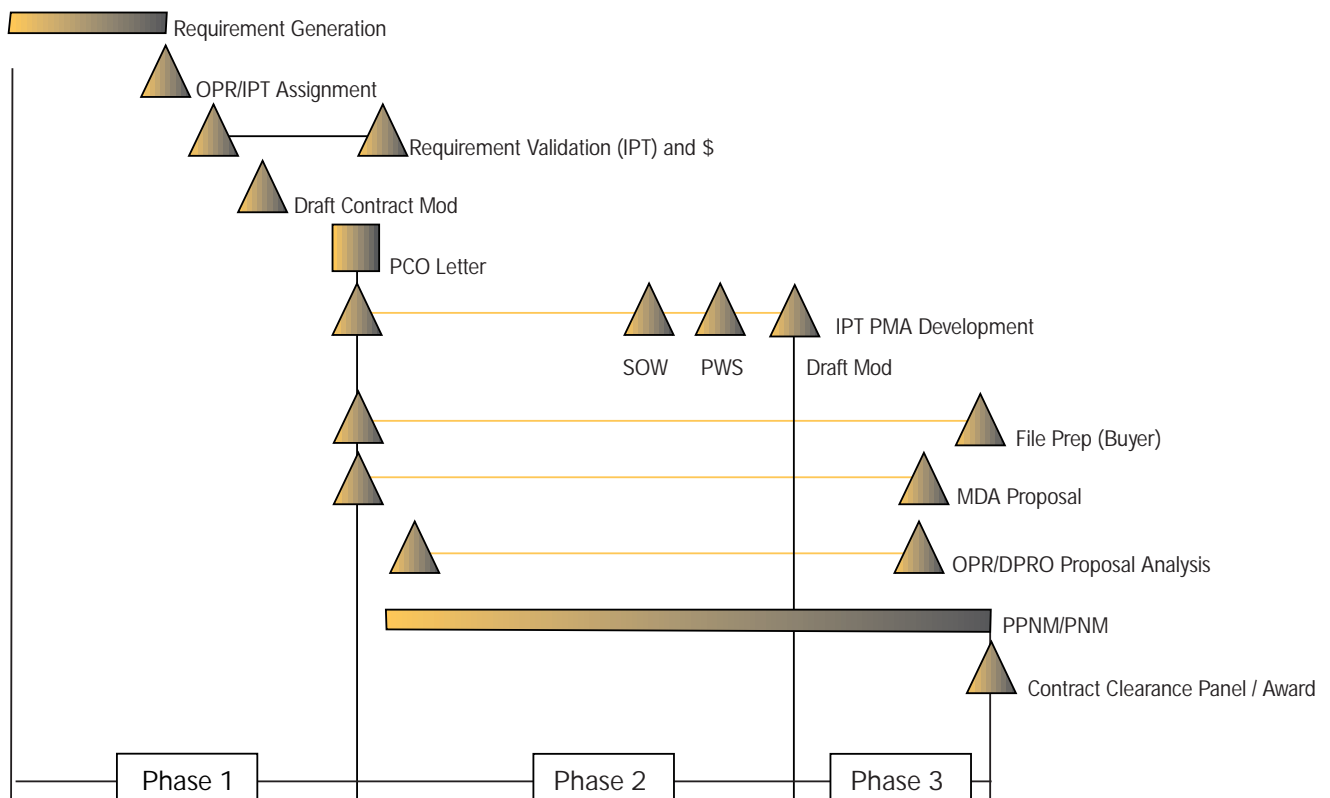 Requirement Generation
OPR/IPT Assignment
Requirement Validation (IPT) and $
Draft Contract Mod
PCO Letter
IPT PMA Development
SOW PWS Draft Mod
File Prep (Buyer)
MDA Proposal
OPR/DPRO Proposal Analysis
PPNM/PNM
Contract Clearance Panel / Award
Phase 1 Phase 2 Phase 3